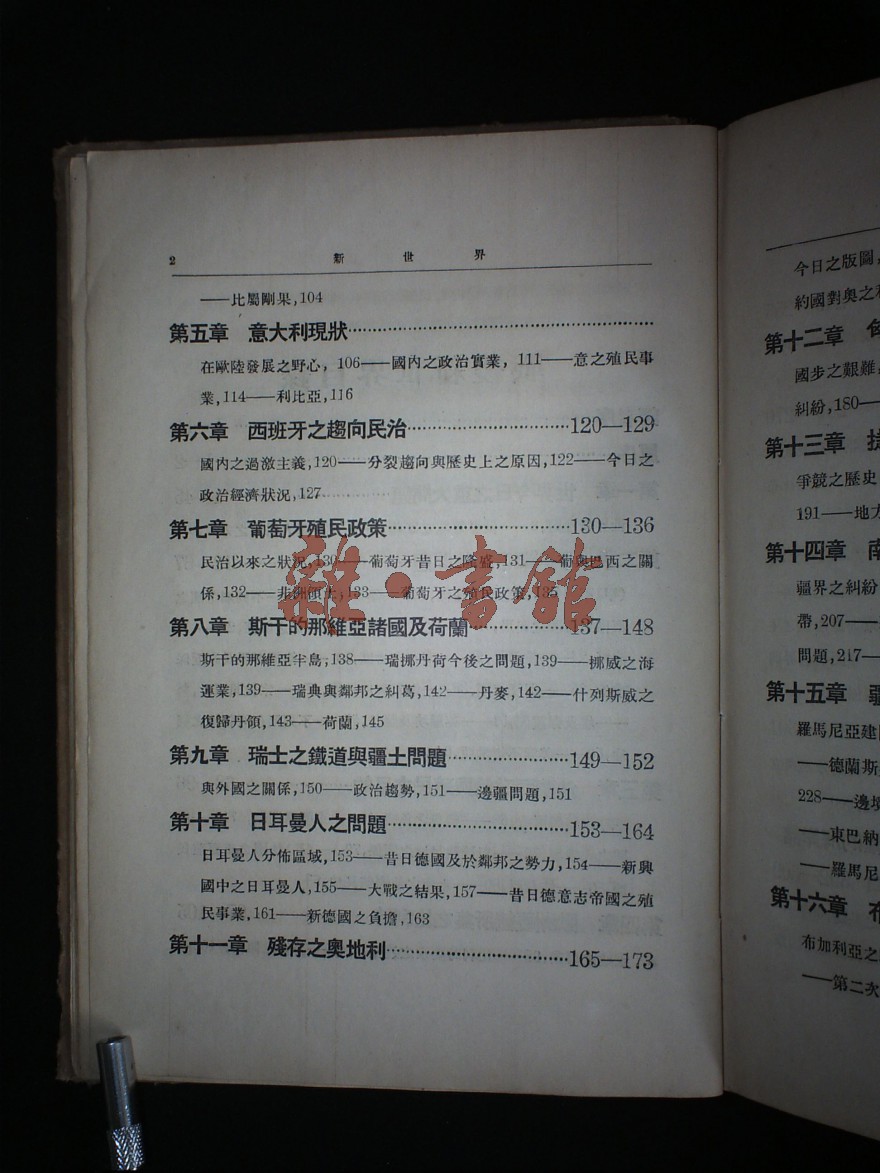 2 新世界
——比屬剛果,104
第五章 意大利現狀…………………………………………
在歐陸發展之野心,106——國內之政治實業,111——意之殖民事
業,114——利比亞,116
第六章 西班牙之趨向民治……………………120—129
國內之過激主義,120——分裂趨向與歷史上之原因,122——今日之
政治經濟狀況,127
第七章 葡萄牙殖民政策………………………130—136
民治以來之狀況,130——葡萄牙昔日之隆盛,131——葡與巴西之關
係,132——非洲領土,133——葡萄牙之殖民政策,135
第八章 斯干的那維亞諸國及荷蘭……………137—148
斯干的那維亞半島,138——瑞挪丹荷今後之問題,139——挪威之海
運業,139——瑞典與鄰邦之糾葛,142——丹麥,142——什列斯威之
復歸丹領,143——荷蘭,145
第九章 瑞士之鐵道與疆土問題………………149—152
與外國之關係,150——政治趨勢,151——邊疆問題,151
第十章 日耳曼人之問題………………………153—164
日耳曼人分佈區域,153——昔日德國及於鄰邦之勢力,154——新興
國中之日耳曼人,155——大戰之結果,157——昔日德意志帝國之殖
民事業,161——新德國之負擔,163
第十一章 殘存之奧地利………………………165—173
雜·書館
今日之版圖,
約國對奧之
第十二章
國步之艱難,
糾紛,180—
第十三章
爭競之歷史
191——地方
第十四章 南
疆界之糾紛
帶,207——
問題,217—
第十五章
羅馬尼亞建
——德蘭斯
228——邊境
——東巴納
——羅馬尼
第十六章 布
布加利亞之
——第二次